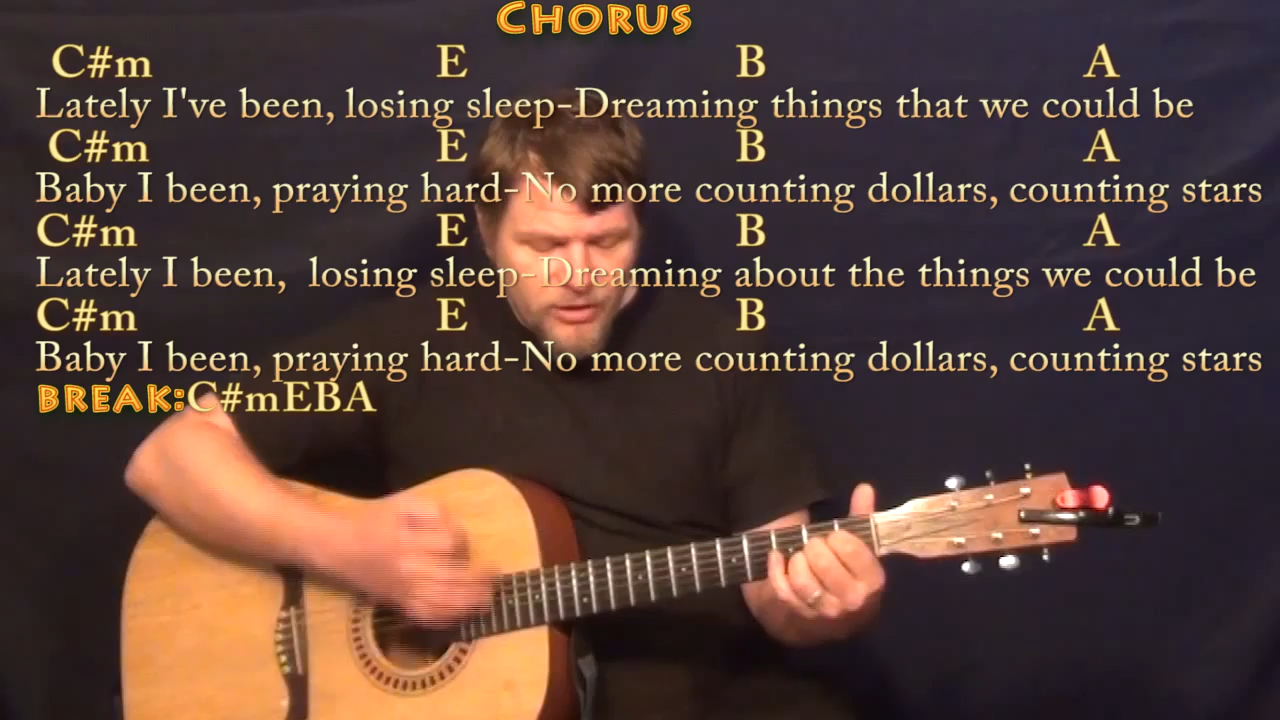 CHORUS
C#m E B A
Lately I've been, losing sleep-Dreaming things that we could be
C#m E B A
Baby I been, praying hard-No more counting dollars, counting stars
C#m E B A
Lately I been, losing sleep-Dreaming about the things we could be
C#m E B A
Baby I been, praying hard-No more counting dollars, counting stars
BREAK:C#mEBA